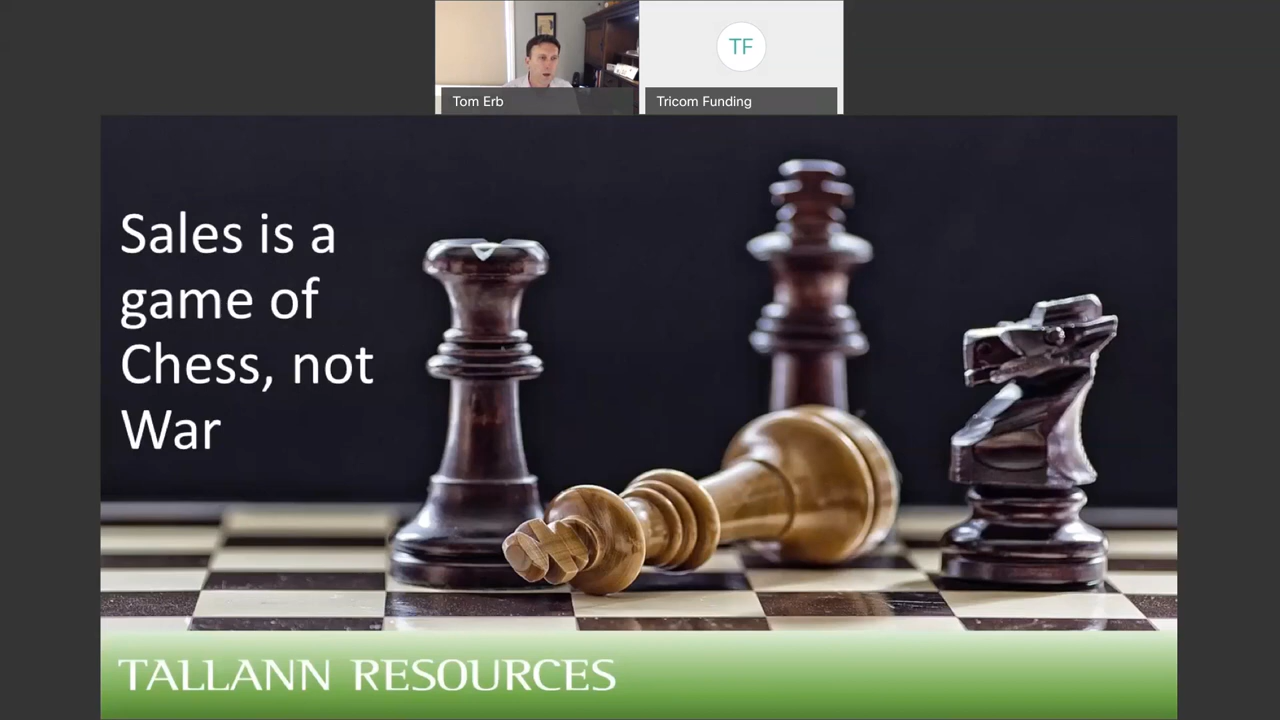 TF
Tom Erb
Tricom Funding
Sales is a
game of
Chess, not
War
TALLANN RESOURCES